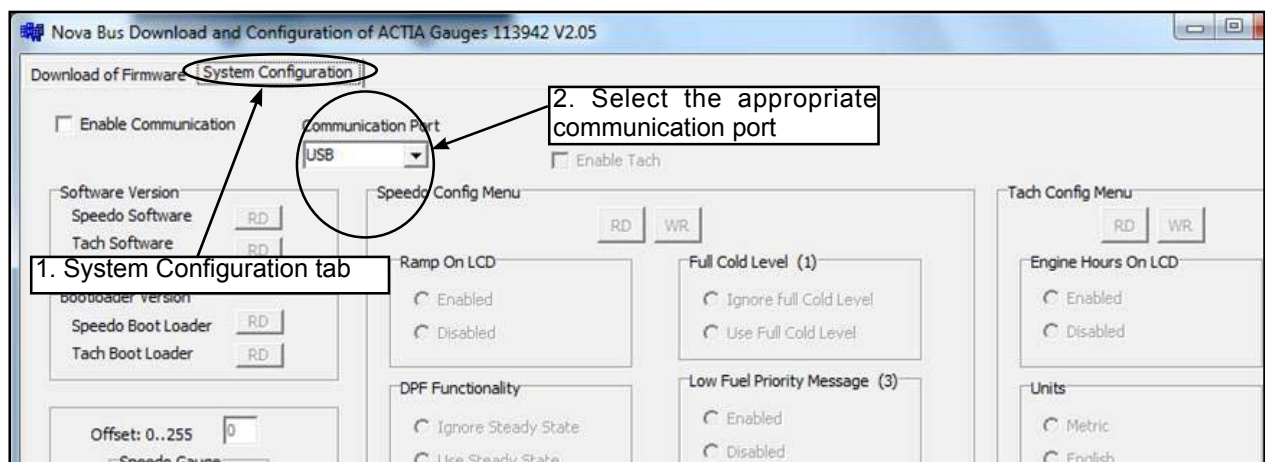 Nova Bus Download and Configuration of ACTIA Gauges 113942 V2.05
Download of Firmware
System Configuration
Enable Communication
Communication Port
USB
2. Select the appropriate
communication port
Enable Tach
Software Version
Speedo Software
RD
Tach Software
RD
1. System Configuration tab
Bootloader Version
Speedo Boot Loader
RD
Tach Boot Loader
RD
Offset: 0..255
0
Speedo Gauge
Speedo Config Menu
RD
WR
Ramp On LCD
Enabled
Disabled
Full Cold Level (1)
Ignore full Cold Level
Use Full Cold Level
DPF Functionality
Ignore Steady State
Use Steady State
Low Fuel Priority Message (3)
Enabled
Disabled
Tach Config Menu
RD
WR
Engine Hours On LCD
Enabled
Disabled
Units
Metric
English